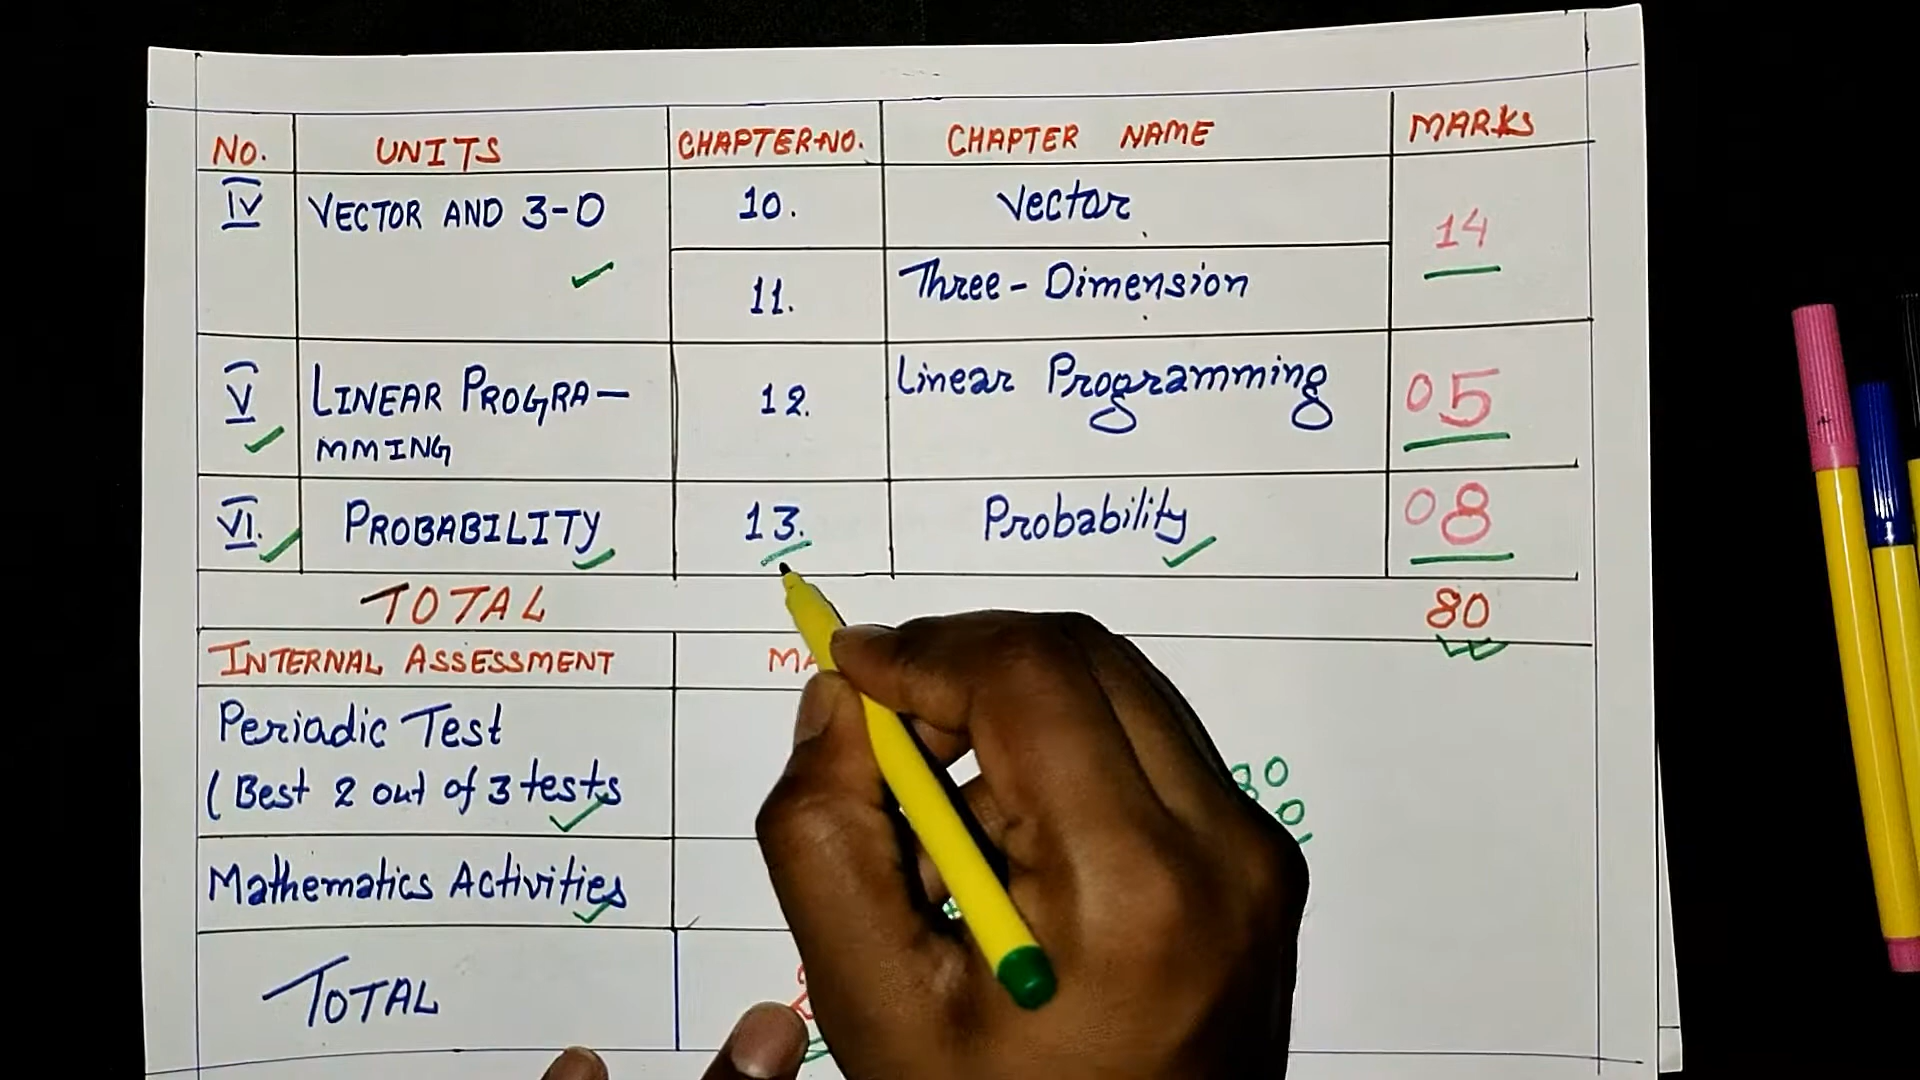 No. UNITS CHAPTER-NO. CHAPTER NAME MARKS
IV VECTOR AND 3-D 10. Vector 14
11. Three-Dimension
V LINEAR PROGRA- 12. Linear Programming 05
MMING
VI. PROBABILITY 13. Probability 08
TOTAL 80
INTERNAL ASSESSMENT
Periadic Test
(Best 2 out of 3 tests
Mathematics Activities
TOTAL